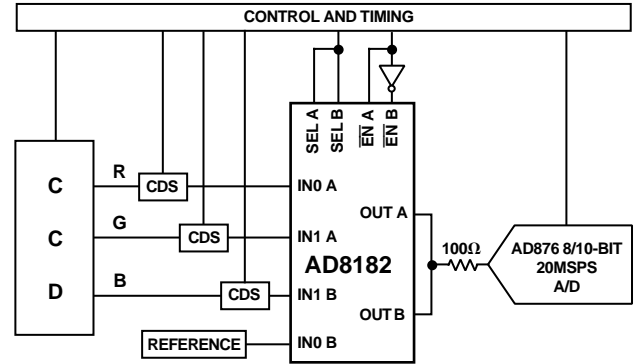 CONTROL AND TIMING
SEL A
SEL B
EN A
EN B
C
C
D
R
CDS
G
CDS
B
CDS
REFERENCE
IN0 A
IN1 A
IN1 B
IN0 B
AD8182
OUT A
OUT B
100Ω
AD876 8/10-BIT
20MSPS
A/D